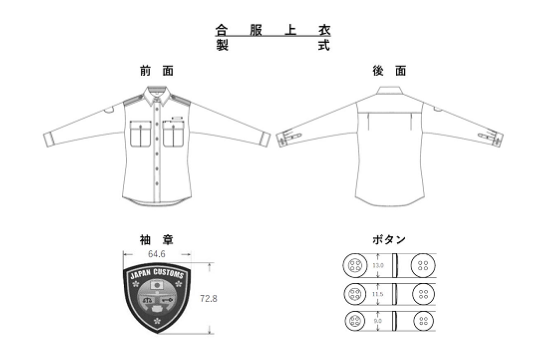 合服上衣
製式
前面
後面
袖章
ボタン
64.6
JAPAN CUSTOMS
72.8
13.0
11.5
9.0